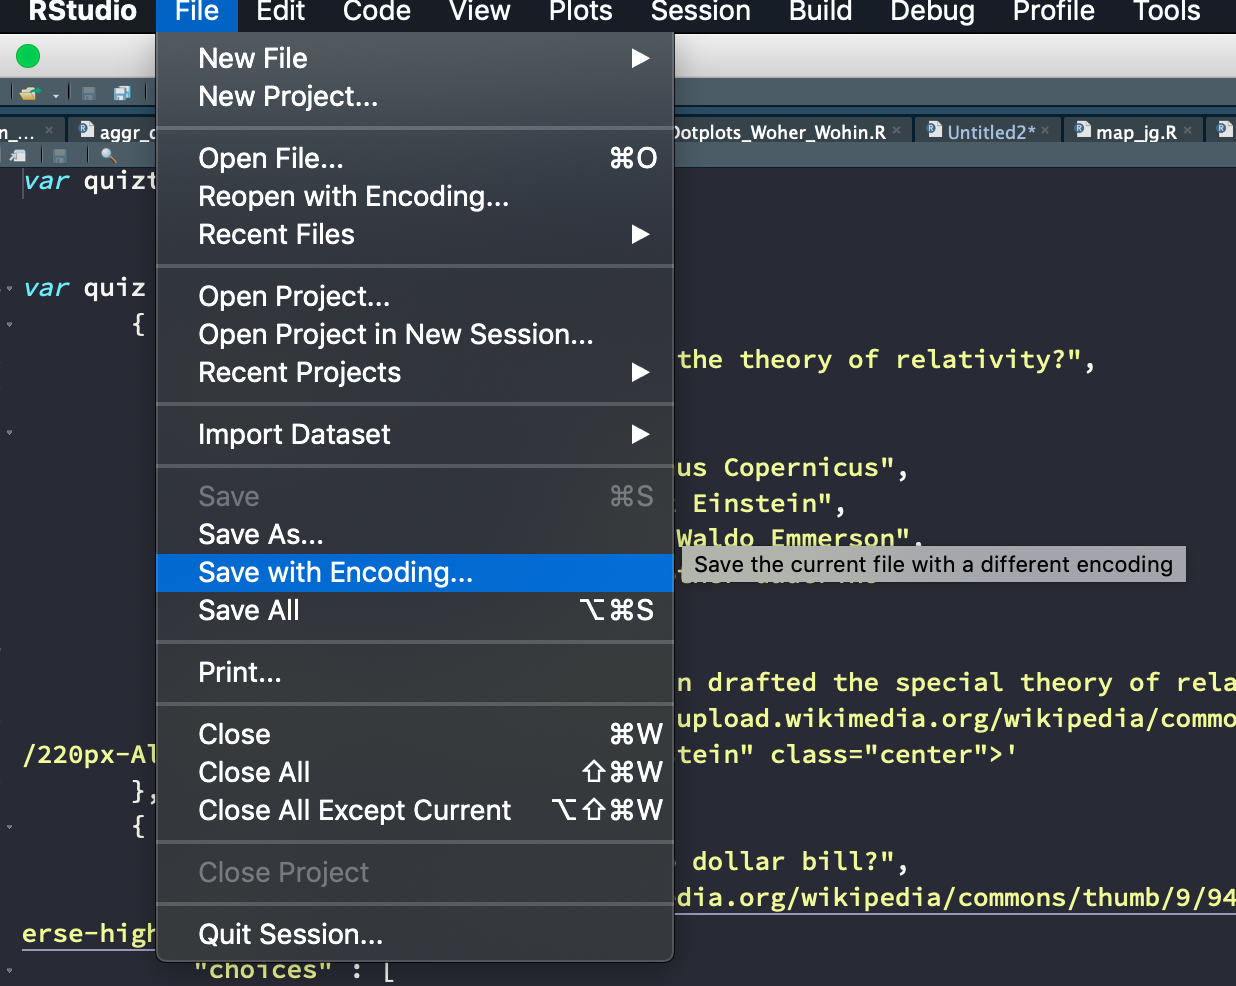 RStudio File Edit Code View Plots Session Build Debug Profile Tools
New File
New Project...
n_... × aggr_ Dotplots_Woher_Wohin.R × Untitled2* × map_jg.R ×
Open File... ⌘O
var quizt
Reopen with Encoding...
Recent Files
var quiz
Open Project...
{
Open Project in New Session...
the theory of relativity?",
Recent Projects
Import Dataset
us Copernicus",
Save ⌘S
Einstein",
Save As...
Waldo Emmerson",
Save with Encoding...
Save the current file with a different encoding
Save All ⌥⌘S
Print...
n drafted the special theory of rela
upload.wikimedia.org/wikipedia/commo
Close ⌘W
/220px-Al tein" class="center">'
Close All ⇧⌘W
},
Close All Except Current ⌥⇧⌘W
{
dollar bill?",
Close Project
dia.org/wikipedia/commons/thumb/9/94
Quit Session...
erse-high
"choices" : [